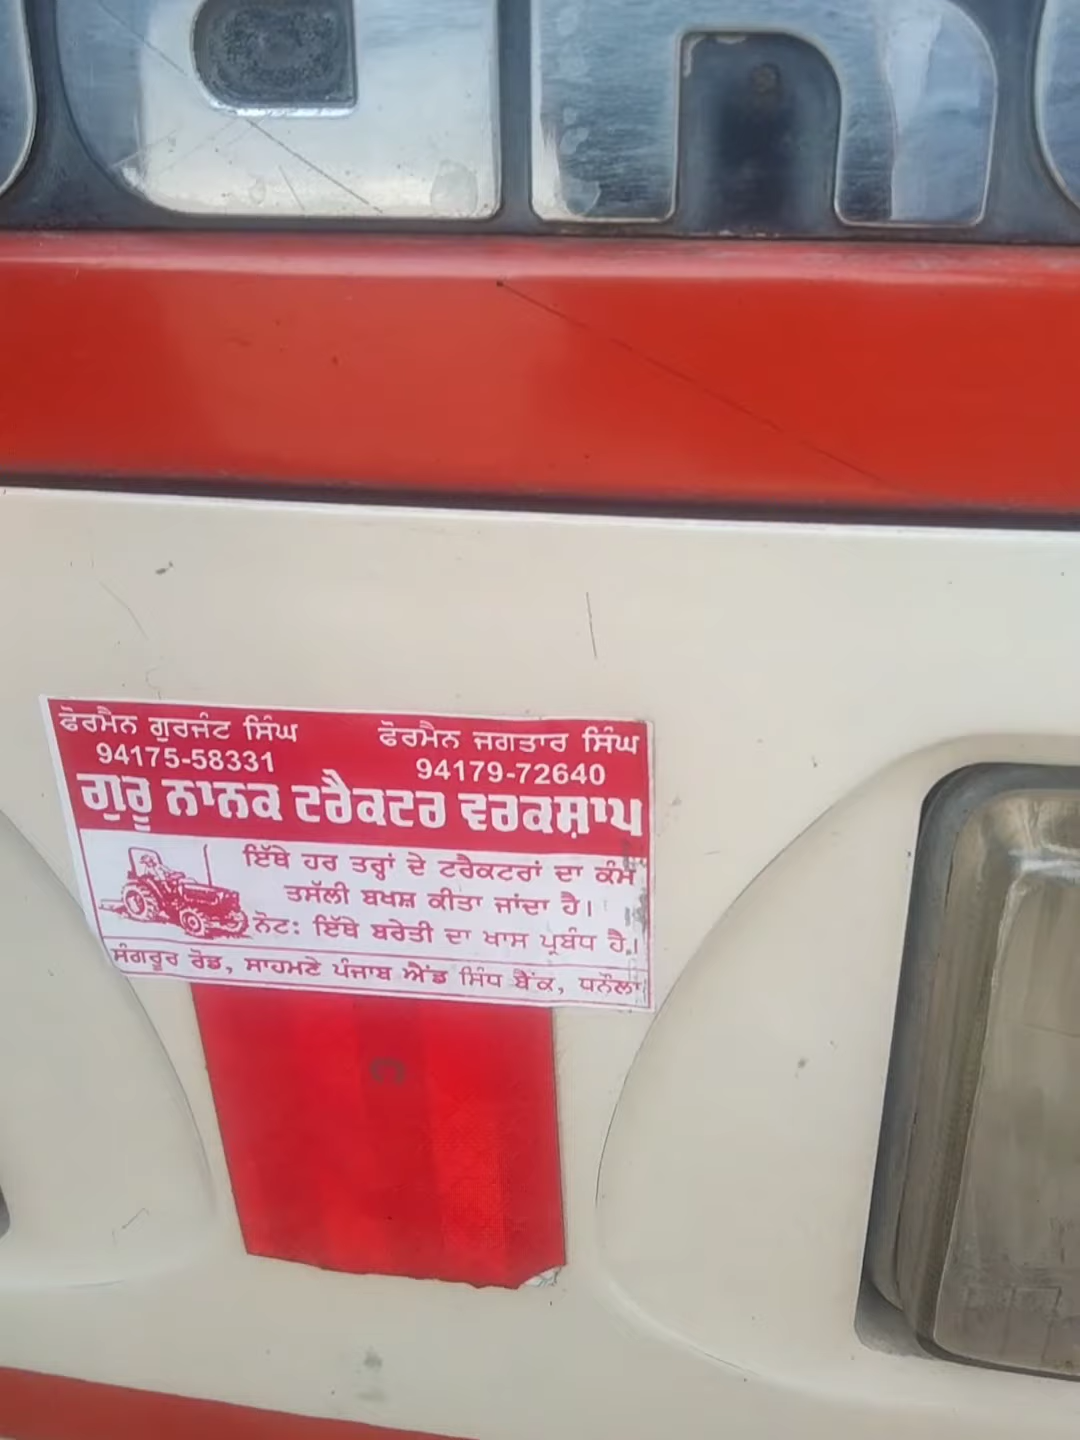 ਫੋਰਮੈਨ ਗੁਰਜੰਟ ਸਿੰਘ ਫੋਰਮੈਨ ਜਗਤਾਰ ਸਿੰਘ
94175-58331 94179-72640
ਗੁਰੂ ਨਾਨਕ ਟਰੈਕਟਰ ਵਰਕਸ਼ਾਪ
ਇੱਥੇ ਹਰ ਤਰ੍ਹਾਂ ਦੇ ਟਰੈਕਟਰਾਂ ਦਾ ਕੰਮ
ਤਸੱਲੀ ਬਖਸ਼ ਕੀਤਾ ਜਾਂਦਾ ਹੈ।
ਨੋਟ: ਇੱਥੇ ਬਰੇਤੀ ਦਾ ਖਾਸ ਪ੍ਰਬੰਧ ਹੈ।
ਸੰਗਰੂਰ ਰੋਡ, ਸਾਹਮਣੇ ਪੰਜਾਬ ਐਂਡ ਸਿੰਧ ਬੈਂਕ, ਧਨੌਲਾ